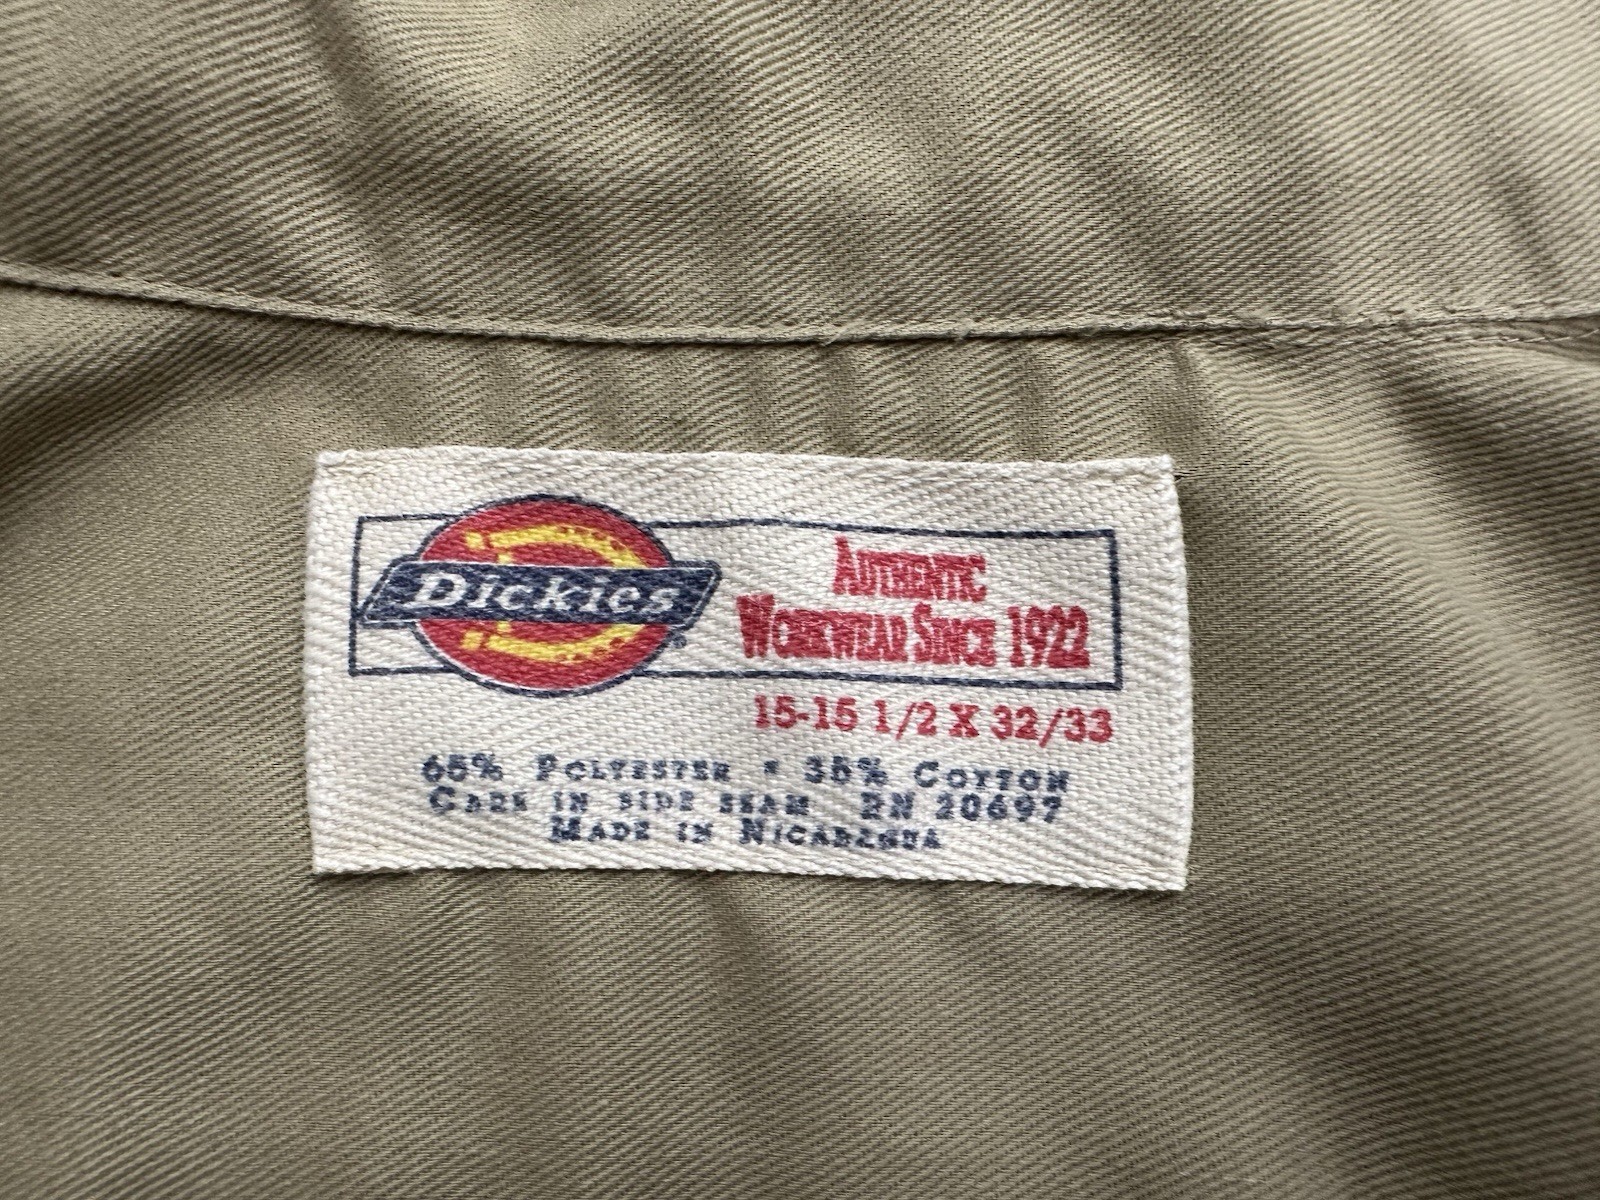 Dickies®
AUTHENTIC
WORKWEAR SINCE 1922
15-15 1/2 X 32/33
65% POLYESTER • 35% COTTON
CARE IN SIDE SEAM RN 20697
MADE IN NICARAGUA